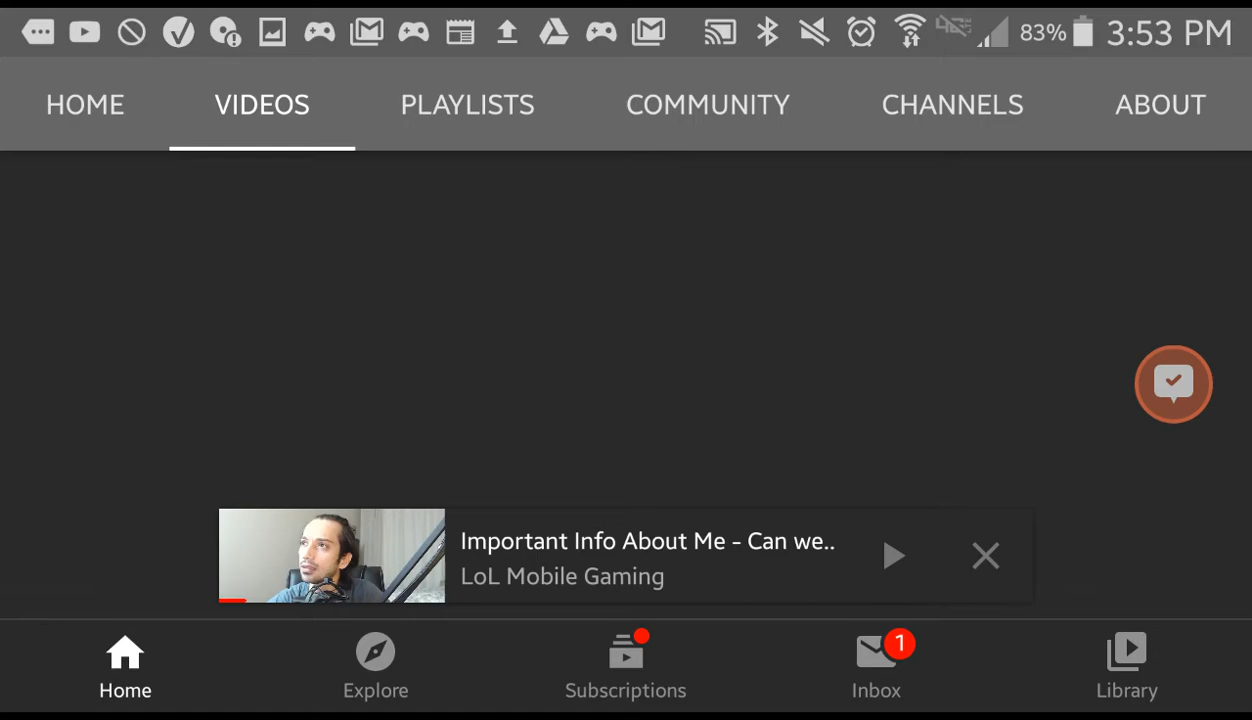 83% 3:53 PM
HOME VIDEOS PLAYLISTS COMMUNITY CHANNELS ABOUT
Important Info About Me - Can we..
LoL Mobile Gaming
1
Home Explore Subscriptions Inbox Library